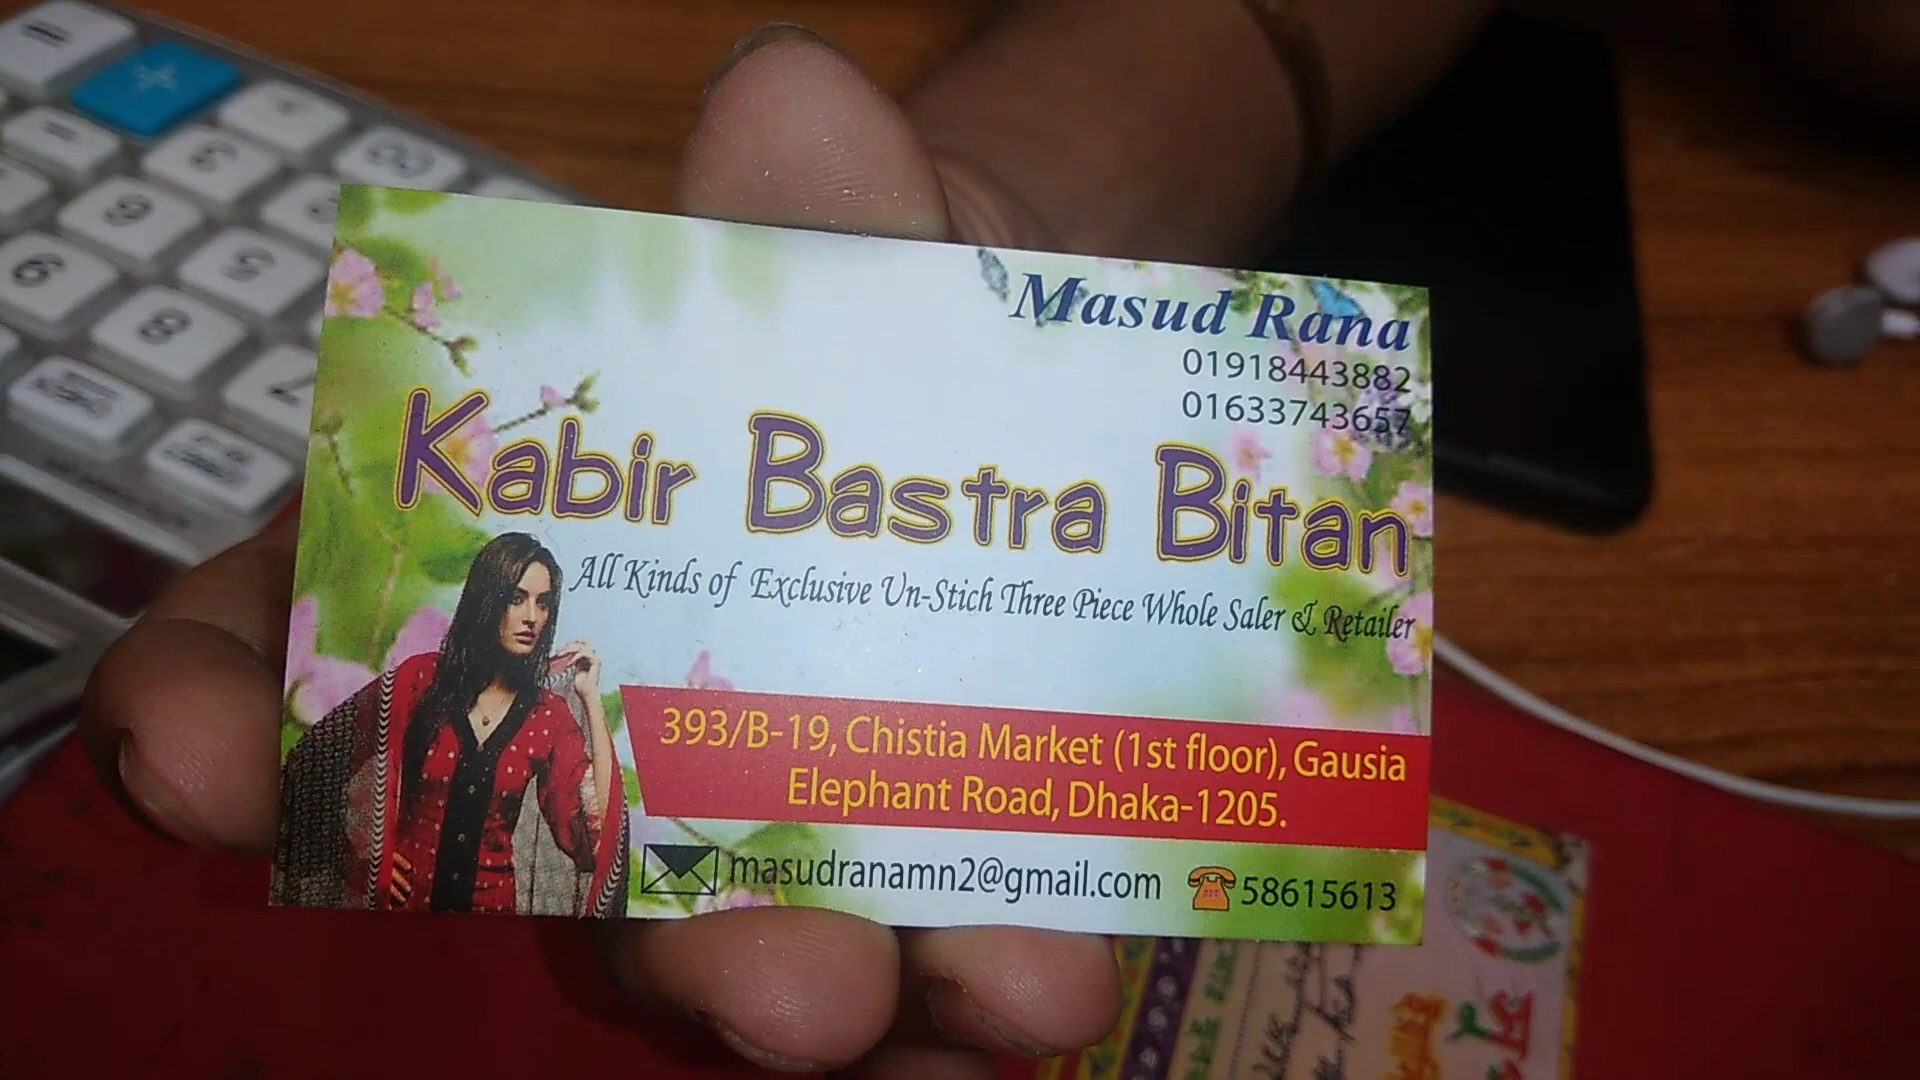 Masud Rana
01918443882
01633743657
Kabir Bastra Bitan
All Kinds of Exclusive Un-Stich Three Piece Whole Saler & Retailer
393/B-19, Chistia Market (1st floor), Gausia
Elephant Road, Dhaka-1205.
masudranamn2@gmail.com
58615613